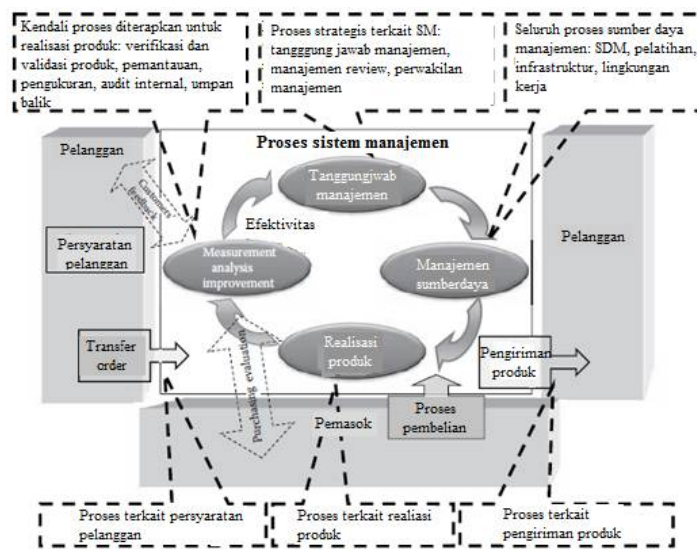 Kendali proses diterapkan untuk
realisasi produk: verifikasi dan
validasi produk, pemantauan,
pengukuran, audit internal, umpan
balik
Proses strategis terkait SM:
tangggung jawab manajemen,
manajemen review, perwakilan
manajemen
Seluruh proses sumber daya
manajemen: SDM, pelatihan,
infrastruktur, lingkungan
kerja
Pelanggan
Proses sistem manajemen
Tanggungjwab
manajemen
Customers
feedback
Efektivitas
Pelanggan
Persyaratan
pelanggan
Measurement
analysis
improvement
Manajemen
sumberdaya
Transfer
order
Realisasi
produk
Pengiriman
produk
Purchasing evaluation
Pemasok
Proses
pembelian
Proses terkait persyaratan
pelanggan
Proses terkait realiasi
produk
Proses terkait
pengiriman produk